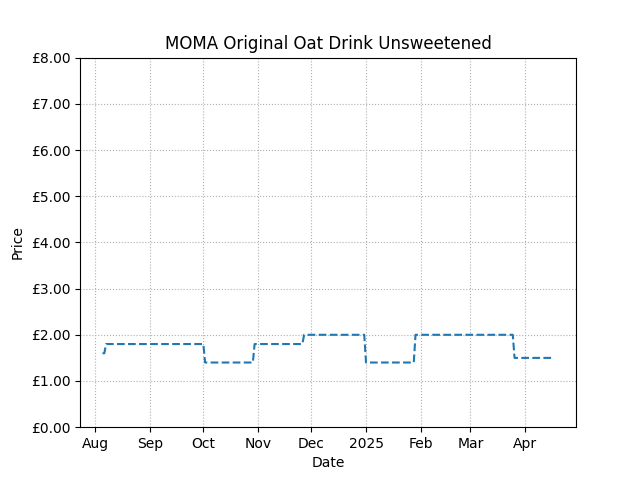 MOMA Original Oat Drink Unsweetened
£8.00
£7.00
£6.00
£5.00
£4.00
£3.00
£2.00
£1.00
£0.00
Price
Aug Sep Oct Nov Dec 2025 Feb Mar Apr
Date